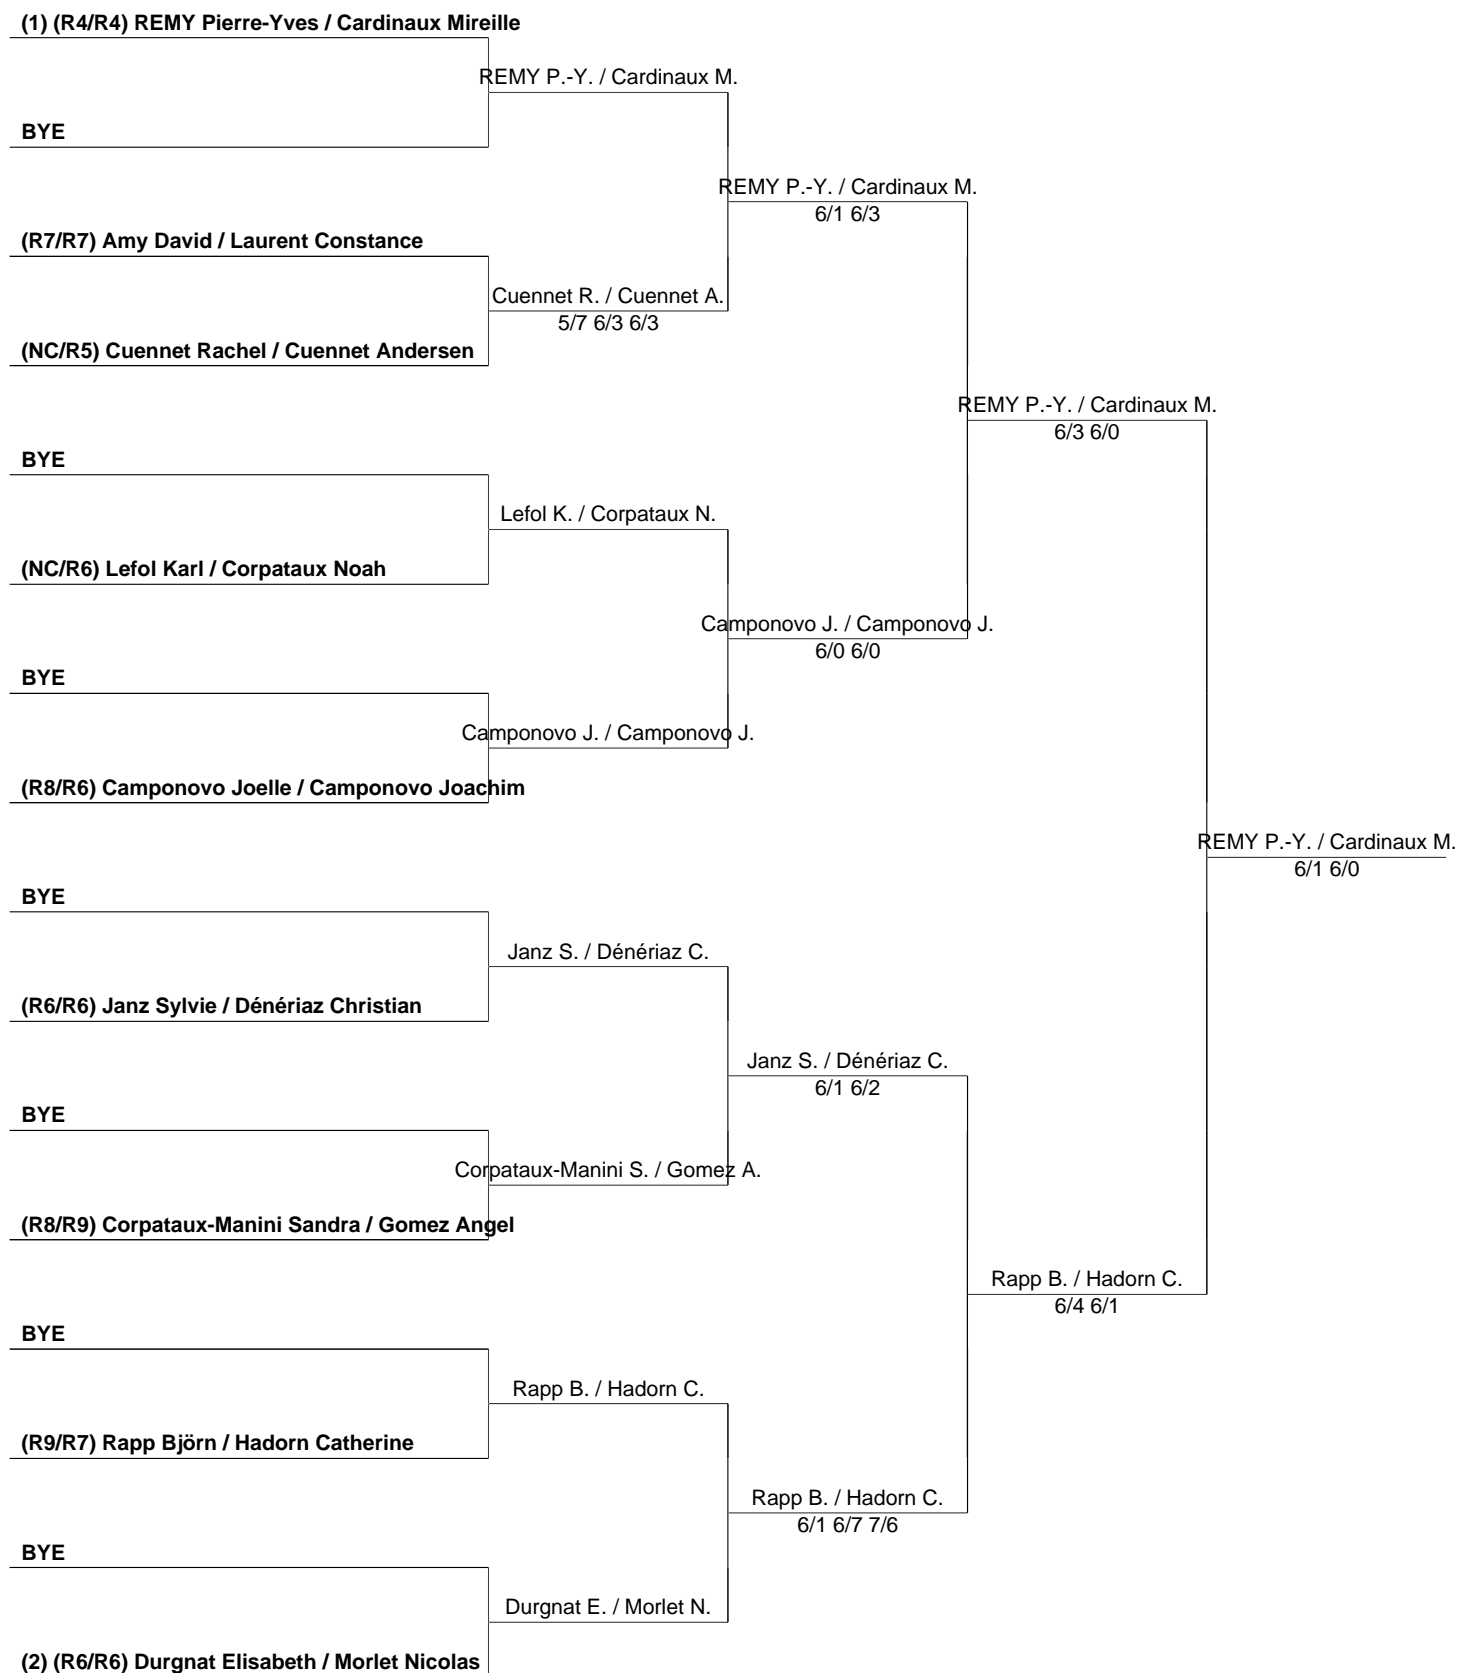 (1) (R4/R4) REMY Pierre-Yves / Cardinaux Mireille
REMY P.-Y. / Cardinaux M.
BYE
REMY P.-Y. / Cardinaux M.
6/1 6/3
(R7/R7) Amy David / Laurent Constance
Cuennet R. / Cuennet A.
5/7 6/3 6/3
(NC/R5) Cuennet Rachel / Cuennet Andersen
REMY P.-Y. / Cardinaux M.
6/3 6/0
BYE
Lefol K. / Corpataux N.
(NC/R6) Lefol Karl / Corpataux Noah
Camponovo J. / Camponovo J.
6/0 6/0
BYE
Camponovo J. / Camponovo J.
(R8/R6) Camponovo Joelle / Camponovo Joachim
REMY P.-Y. / Cardinaux M.
6/1 6/0
BYE
Janz S. / Dénériaz C.
(R6/R6) Janz Sylvie / Dénériaz Christian
Janz S. / Dénériaz C.
6/1 6/2
BYE
Corpataux-Manini S. / Gomez A.
(R8/R9) Corpataux-Manini Sandra / Gomez Angel
Rapp B. / Hadorn C.
6/4 6/1
BYE
Rapp B. / Hadorn C.
(R9/R7) Rapp Björn / Hadorn Catherine
Rapp B. / Hadorn C.
6/1 6/7 7/6
BYE
Durgnat E. / Morlet N.
(2) (R6/R6) Durgnat Elisabeth / Morlet Nicolas